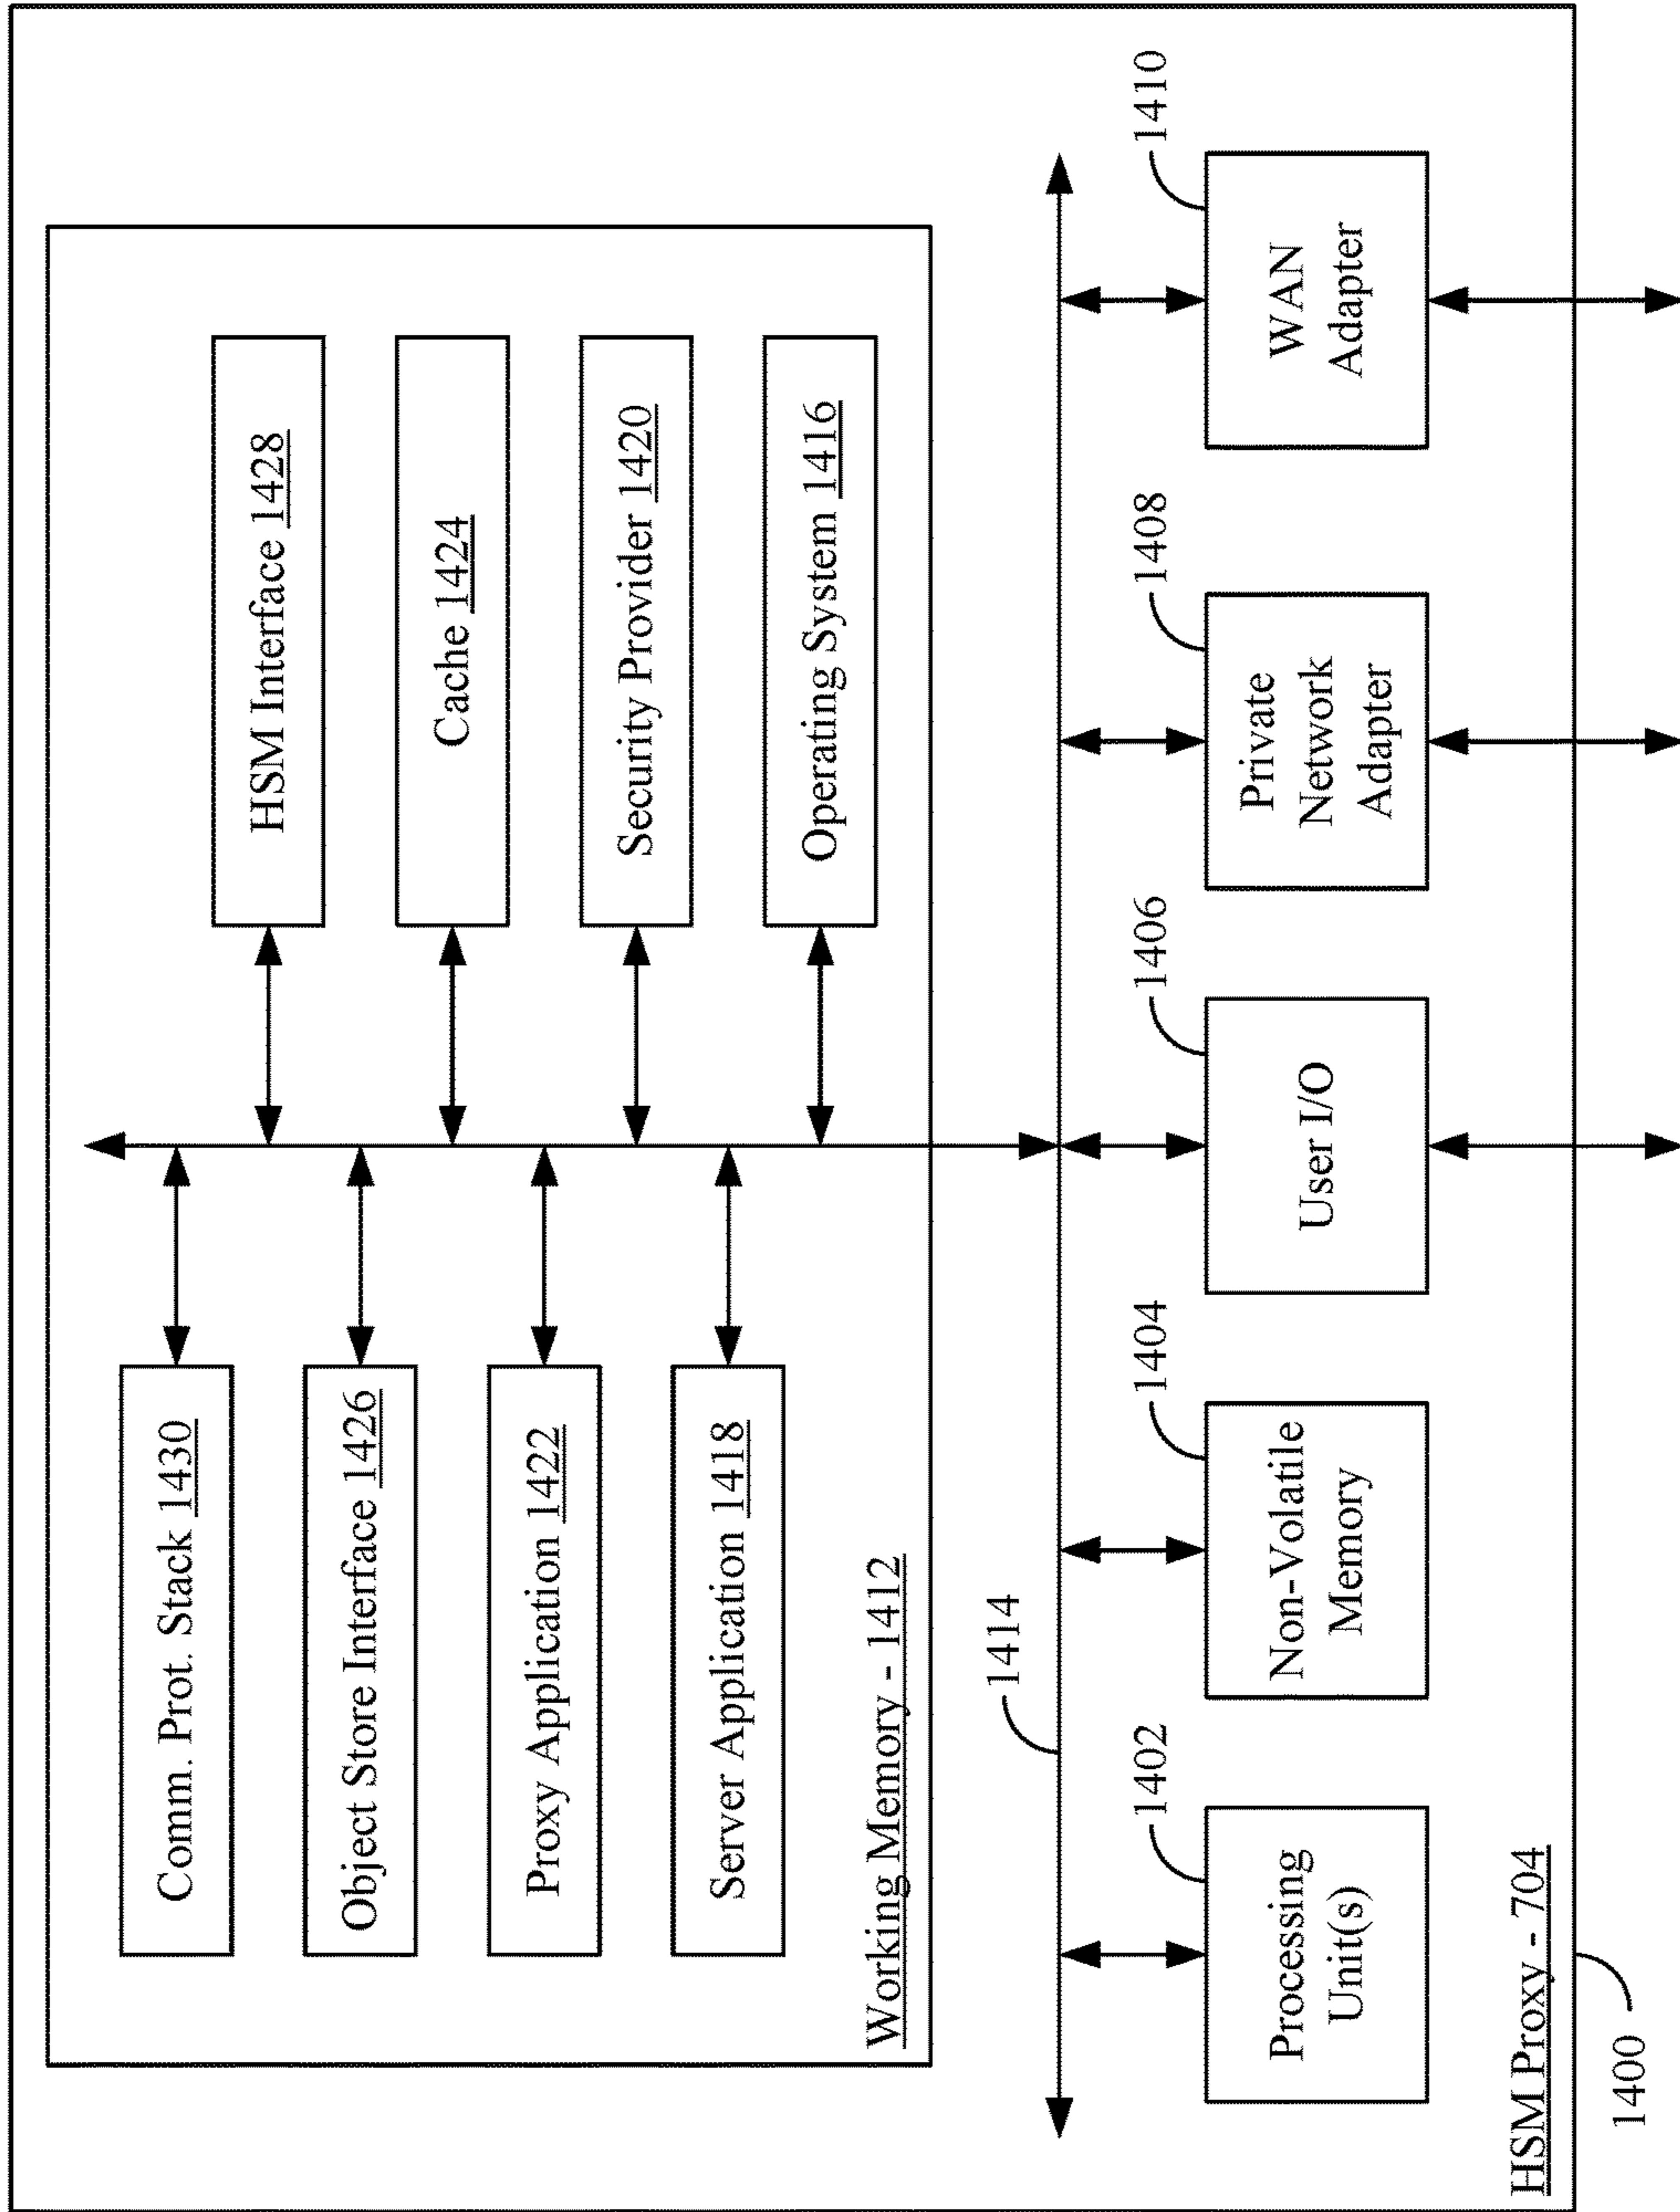 Comm. Prot. Stack 1430
HSM Interface 1428
Object Store Interface 1426
Cache 1424
Proxy Application 1422
Security Provider 1420
Server Application 1418
Operating System 1416
Working Memory - 1412
1414
1402
1404
1406
1408
1410
Processing
Unit(s)
Non-Volatile
Memory
User I/O
Private
Network
Adapter
WAN
Adapter
HSM Proxy - 704
1400